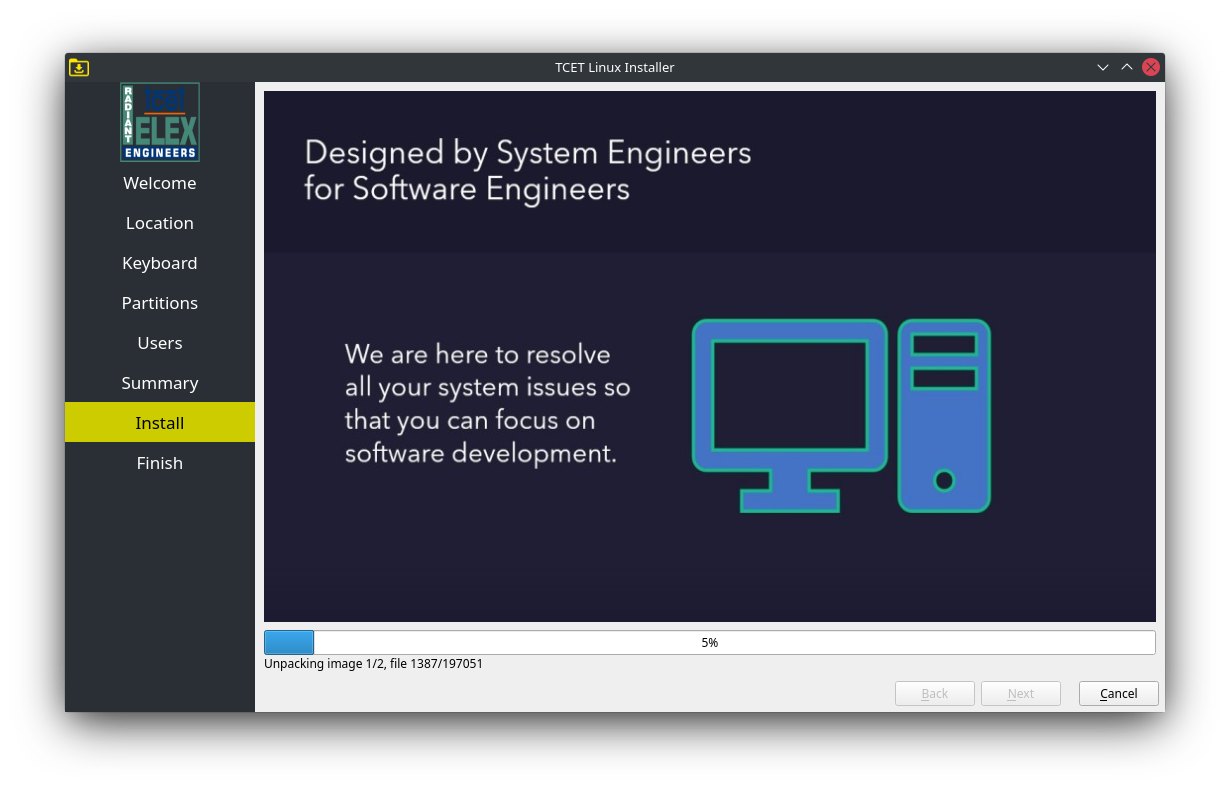 TCET Linux Installer
RADIANT
tcet
ELEX
ENGINEERS
Welcome
Location
Keyboard
Partitions
Users
Summary
Install
Finish
Designed by System Engineers
for Software Engineers
We are here to resolve
all your system issues so
that you can focus on
software development.
5%
Unpacking image 1/2, file 1387/197051
Back
Next
Cancel